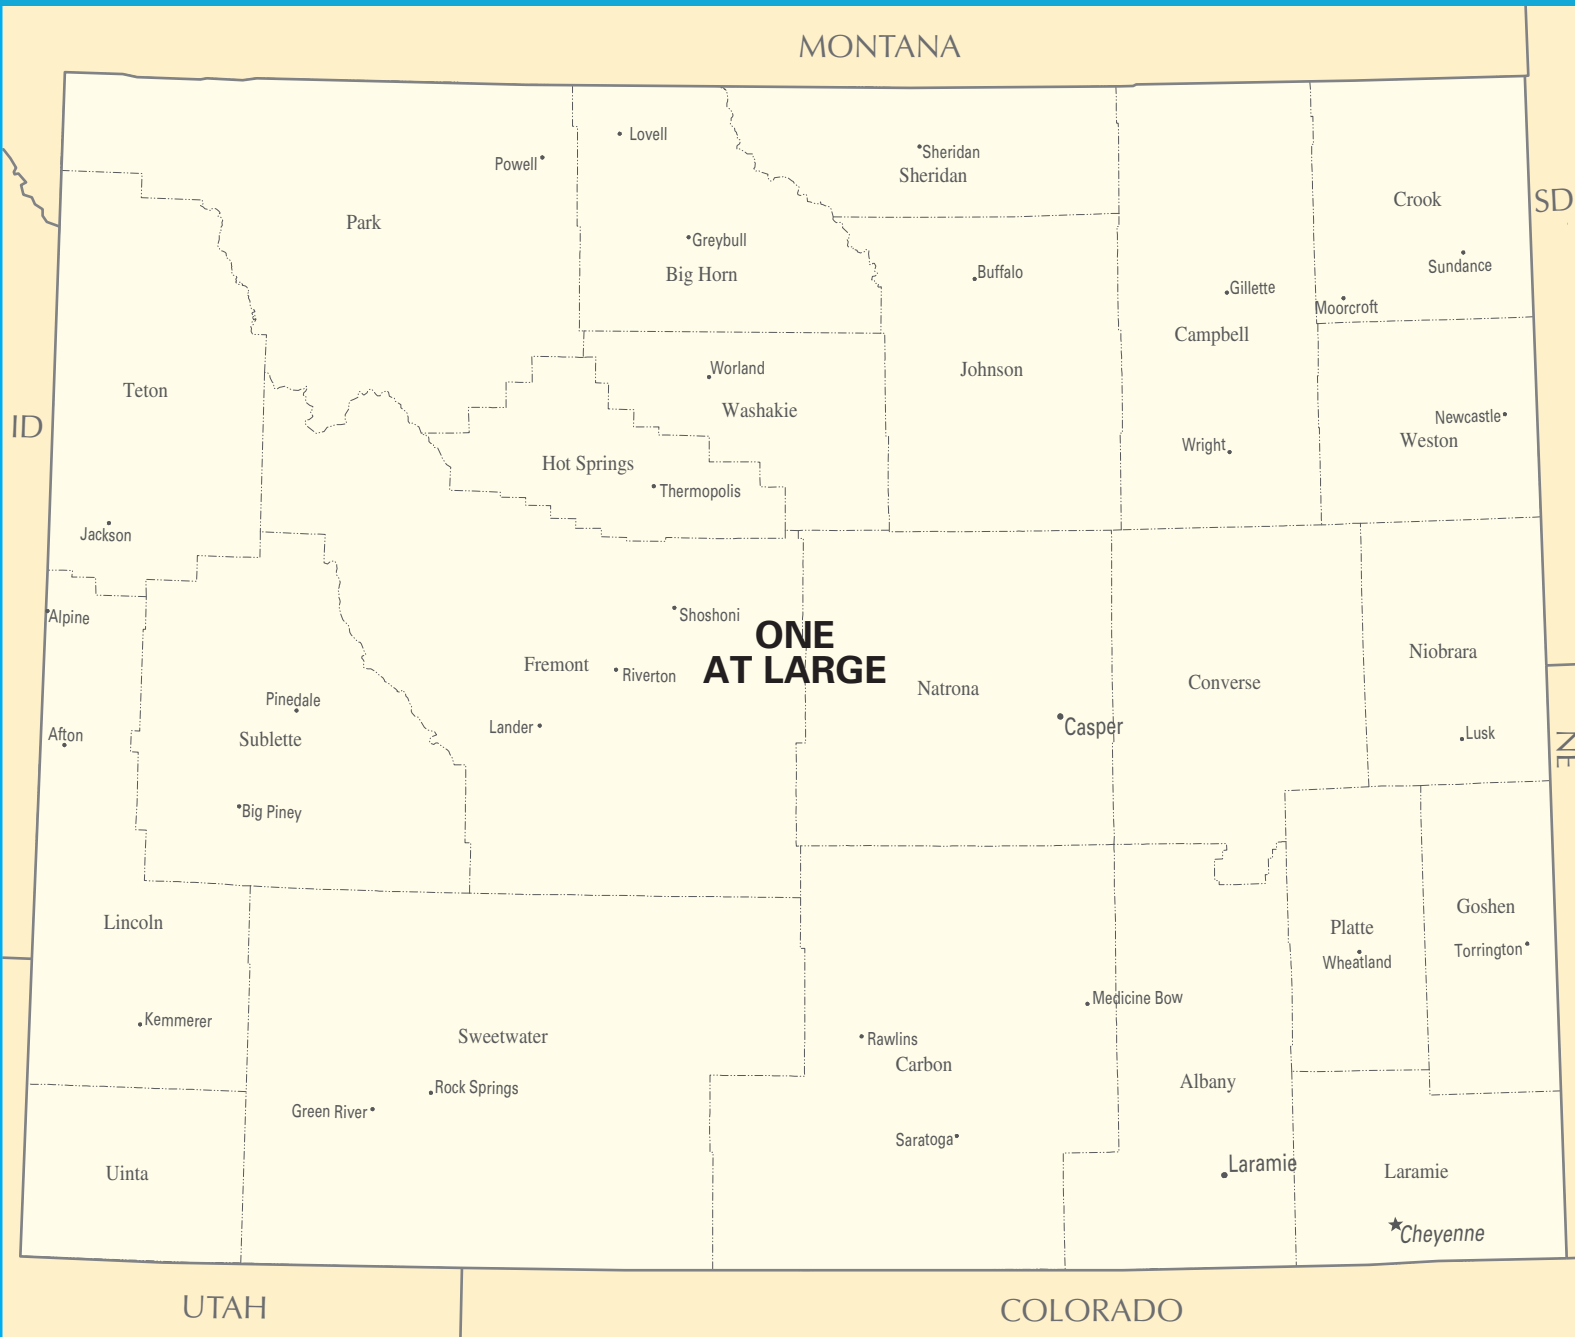 MONTANA
Lovell
Powell
Sheridan
Sheridan
Crook
SD
Park
Greybull
Big Horn
Buffalo
Sundance
Gillette
Moorcroft
Campbell
Worland
Johnson
Teton
Washakie
ID
Newcastle
Weston
Wright
Hot Springs
Thermopolis
Jackson
Alpine
Shoshoni
ONE
AT LARGE
Fremont
Riverton
Niobrara
Natrona
Converse
Pinedale
Casper
Lander
Afton
Sublette
Lusk
NE
Big Piney
Lincoln
Goshen
Platte
Torrington
Wheatland
Medicine Bow
Kemmerer
Sweetwater
Rawlins
Carbon
Albany
Rock Springs
Green River
Saratoga
Uinta
Laramie
Laramie
Cheyenne
UTAH
COLORADO